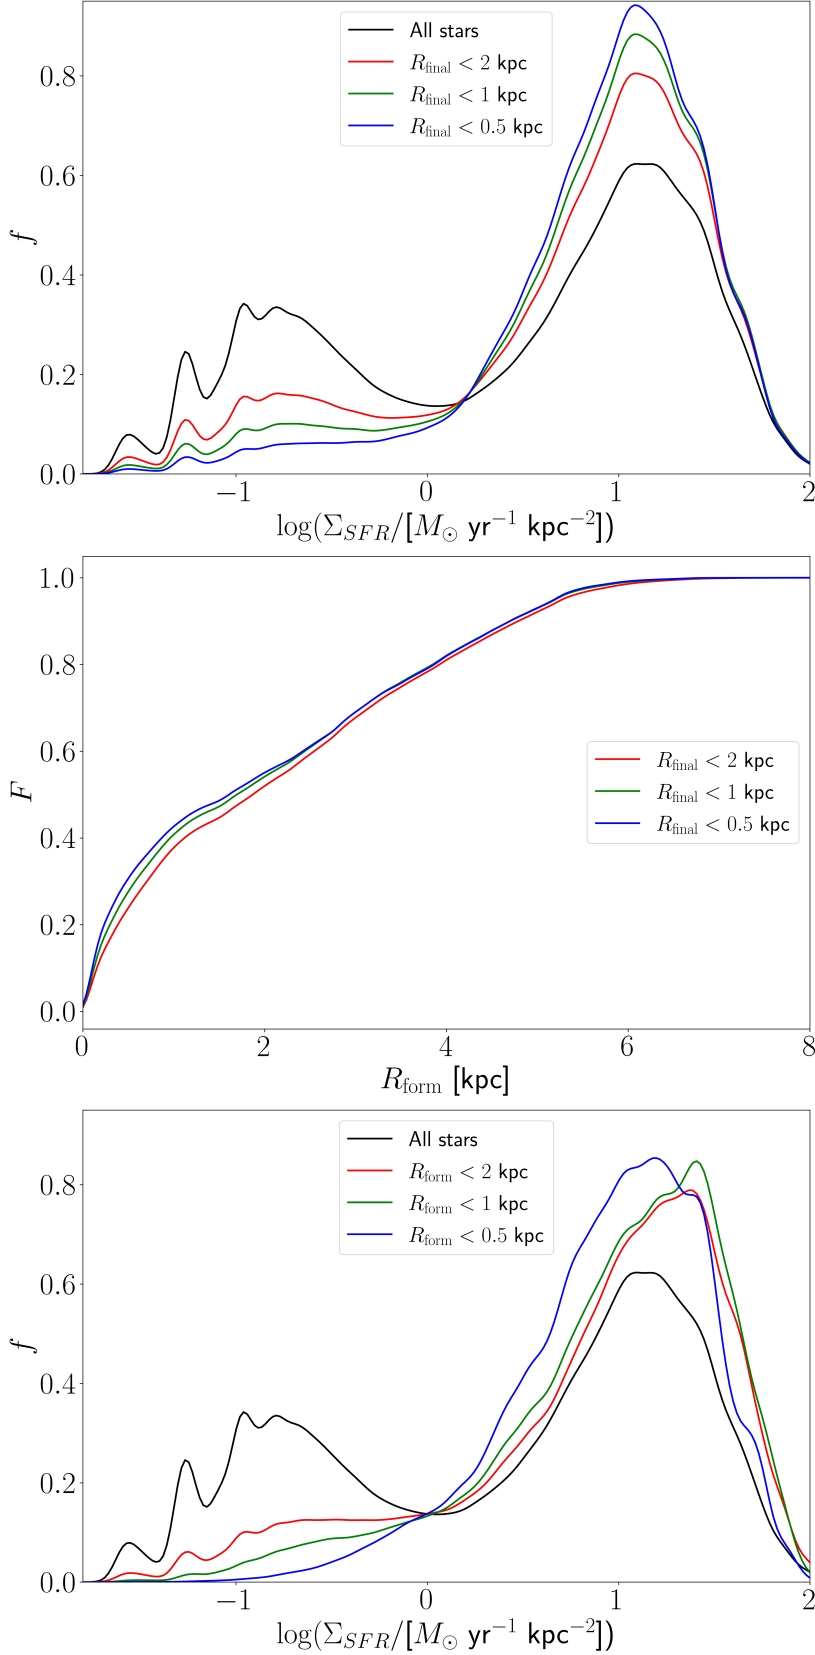 All stars
R_final < 2 kpc
R_final < 1 kpc
R_final < 0.5 kpc
f
0.8
0.6
0.4
0.2
0.0
−1 0 1 2
log(Σ_SFR/[M_⊙ yr^−1 kpc^−2])
1.0
0.8
0.6
0.4
0.2
0.0
F
R_final < 2 kpc
R_final < 1 kpc
R_final < 0.5 kpc
0 2 4 6 8
R_form [kpc]
All stars
R_form < 2 kpc
R_form < 1 kpc
R_form < 0.5 kpc
f
0.8
0.6
0.4
0.2
0.0
−1 0 1 2
log(Σ_SFR/[M_⊙ yr^−1 kpc^−2])